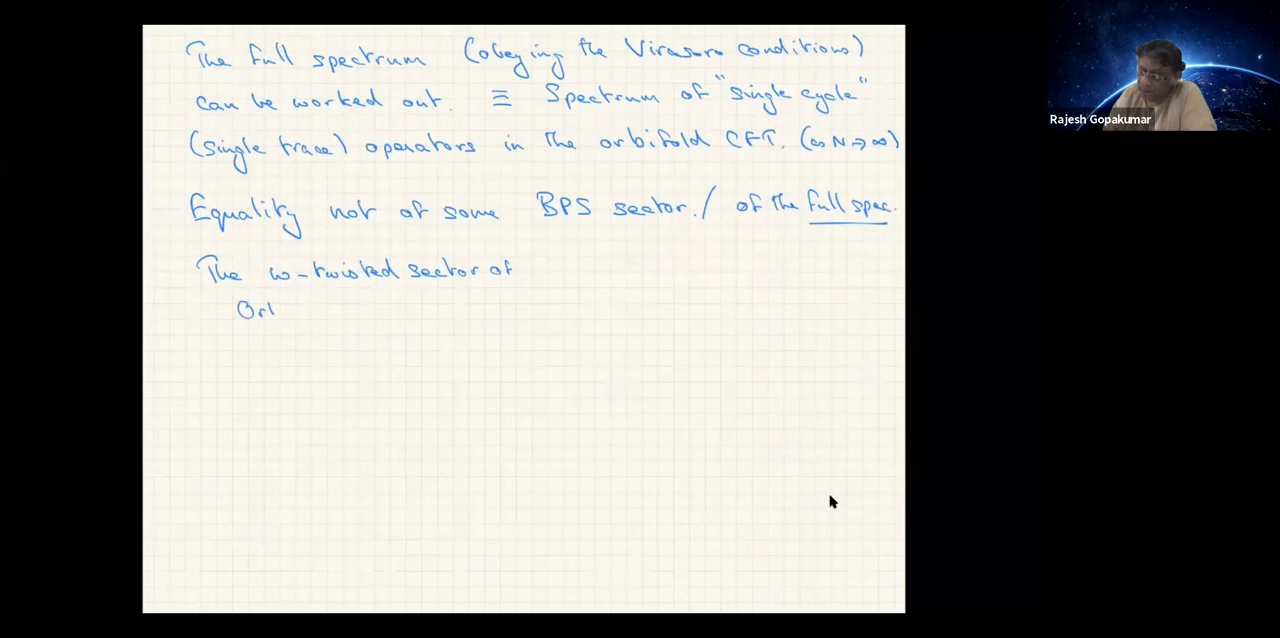 The full spectrum (obeying the Virasoro conditions)
can be worked out. ≡ Spectrum of "single cycle"
(single trace) operators in the orbifold CFT. (as N→∞)
Equality not of some BPS sector./ of the full spec.
The w-twisted sector of
Orb
Rajesh Gopakumar